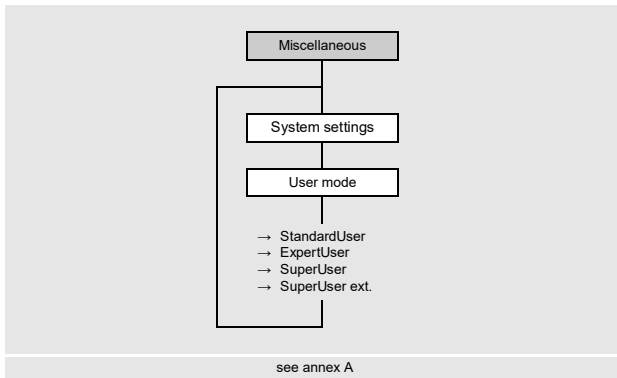 Miscellaneous
System settings
User mode
→ StandardUser
→ ExpertUser
→ SuperUser
→ SuperUser ext.
see annex A